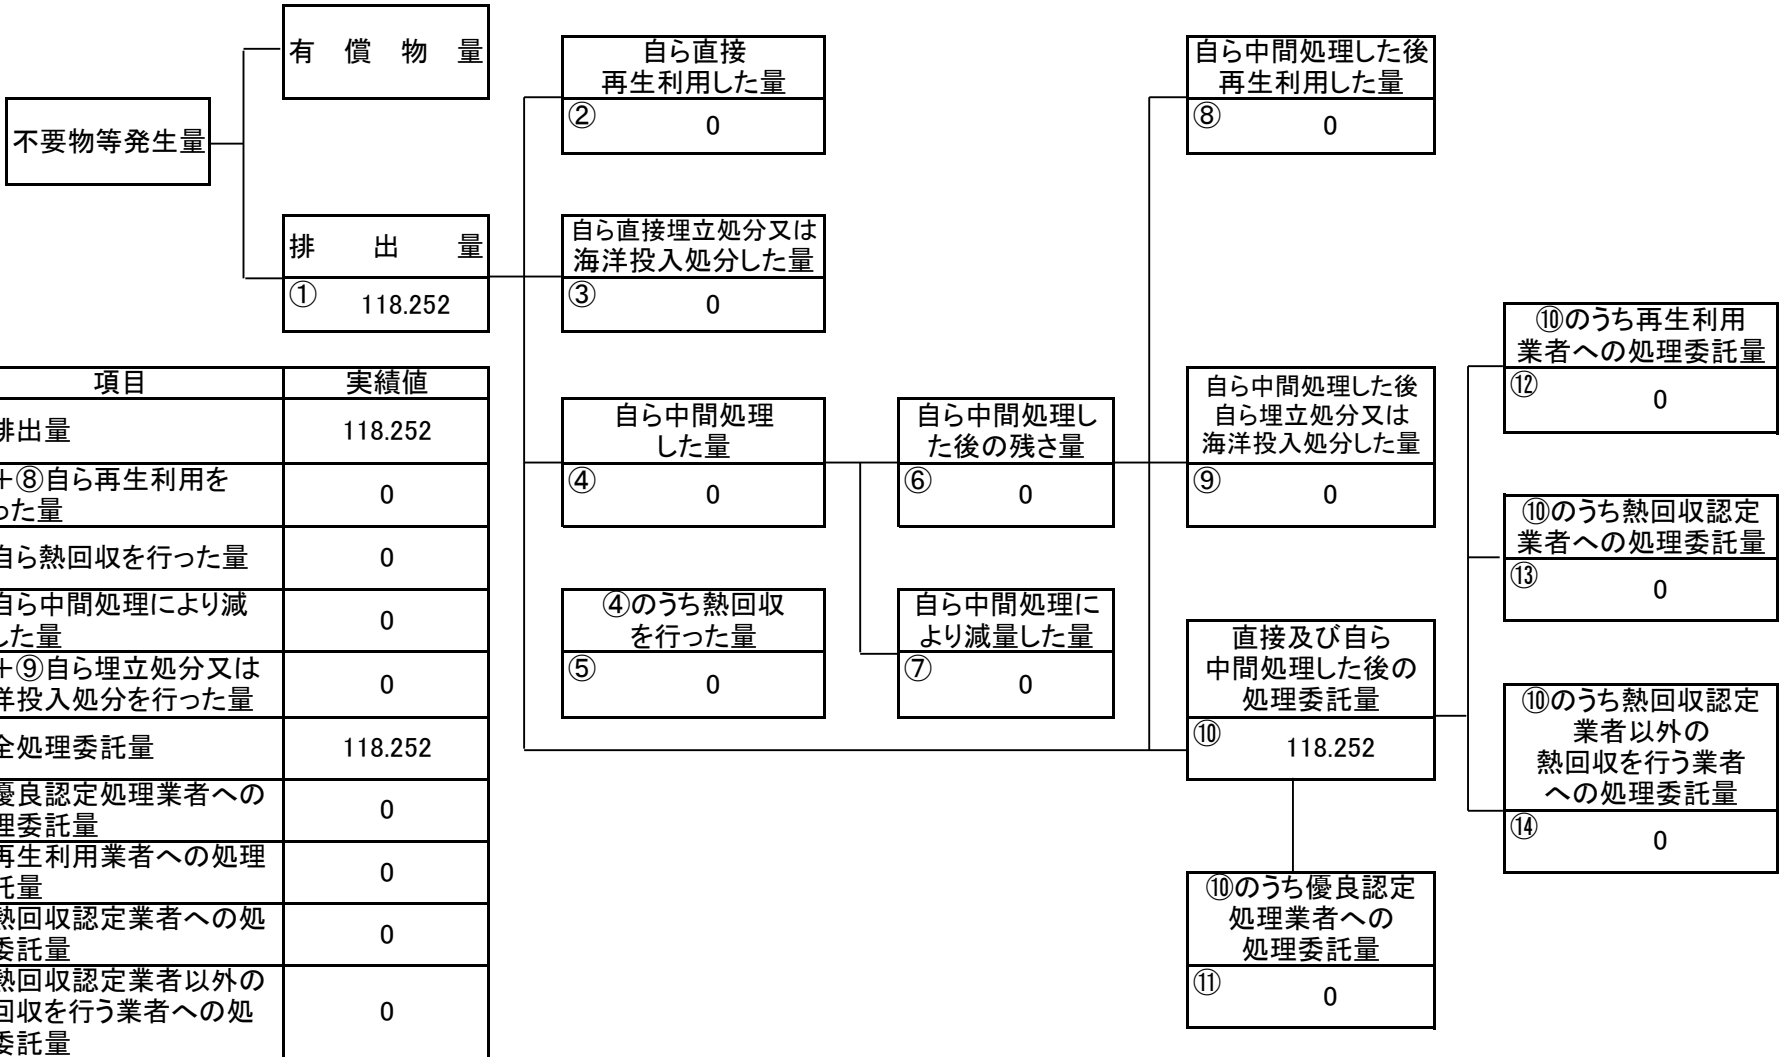 有償物量
不要物等発生量
排出量
①
118.252
自ら直接
再生利用した量
②
0
自ら直接埋立処分又は
海洋投入処分した量
③
0
自ら中間処理
した量
④
0
④のうち熱回収
を行った量
⑤
0
自ら中間処理し
た後の残さ量
⑥
0
自ら中間処理に
より減量した量
⑦
0
自ら中間処理した後
再生利用した量
⑧
0
自ら中間処理した後
自ら埋立処分又は
海洋投入処分した量
⑨
0
直接及び自ら
中間処理した後の
処理委託量
⑩
118.252
⑩のうち優良認定
処理業者への
処理委託量
⑪
0
⑩のうち再生利用
業者への処理委託量
⑫
0
⑩のうち熱回収認定
業者への処理委託量
⑬
0
⑩のうち熱回収認定
業者以外の
熱回収を行う業者
への処理委託量
⑭
0
項目 実績値
排出量 118.252
+⑧自ら再生利用を
った量
0
自ら熱回収を行った量 0
自ら中間処理により減
した量
0
+⑨自ら埋立処分又は
洋投入処分を行った量
0
全処理委託量 118.252
優良認定処理業者への
理委託量
0
再生利用業者への処理
託量
0
熱回収認定業者への処
委託量
0
熱回収認定業者以外の
回収を行う業者への処
委託量
0